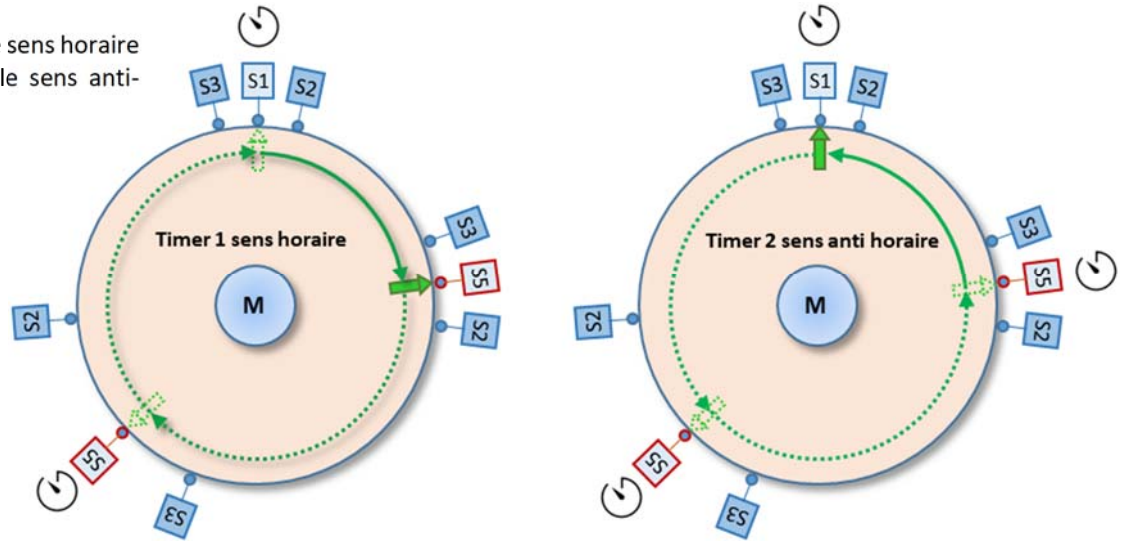 e sens horaire
le sens anti-
S3 S1 S2
Timer 1 sens horaire
S3
S5
M
S2
S2
S5
S3
S3 S1 S2
Timer 2 sens anti horaire
S3
S5
M
S2
S2
S5
S3